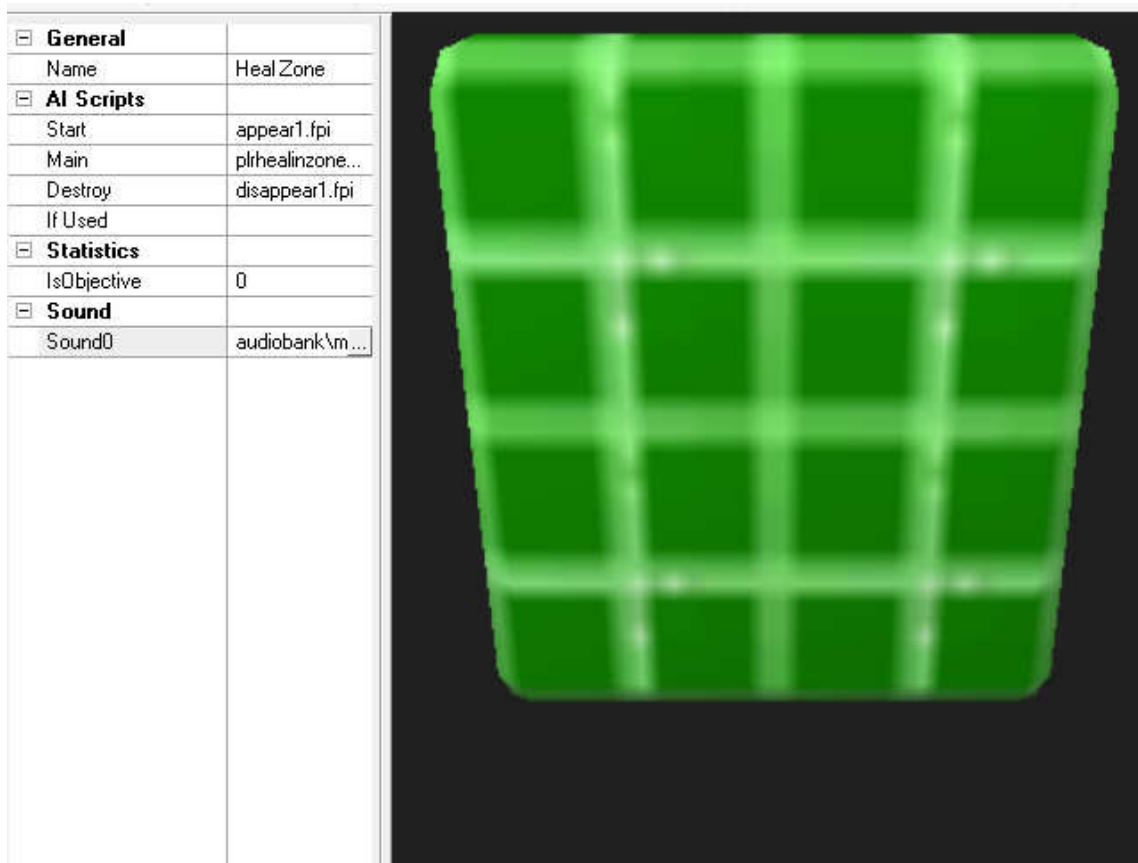 General
Name Heal Zone
AI Scripts
Start appear1.fpi
Main plrhealinzone...
Destroy disappear1.fpi
If Used
Statistics
IsObjective 0
Sound
Sound0 audiobank\m...